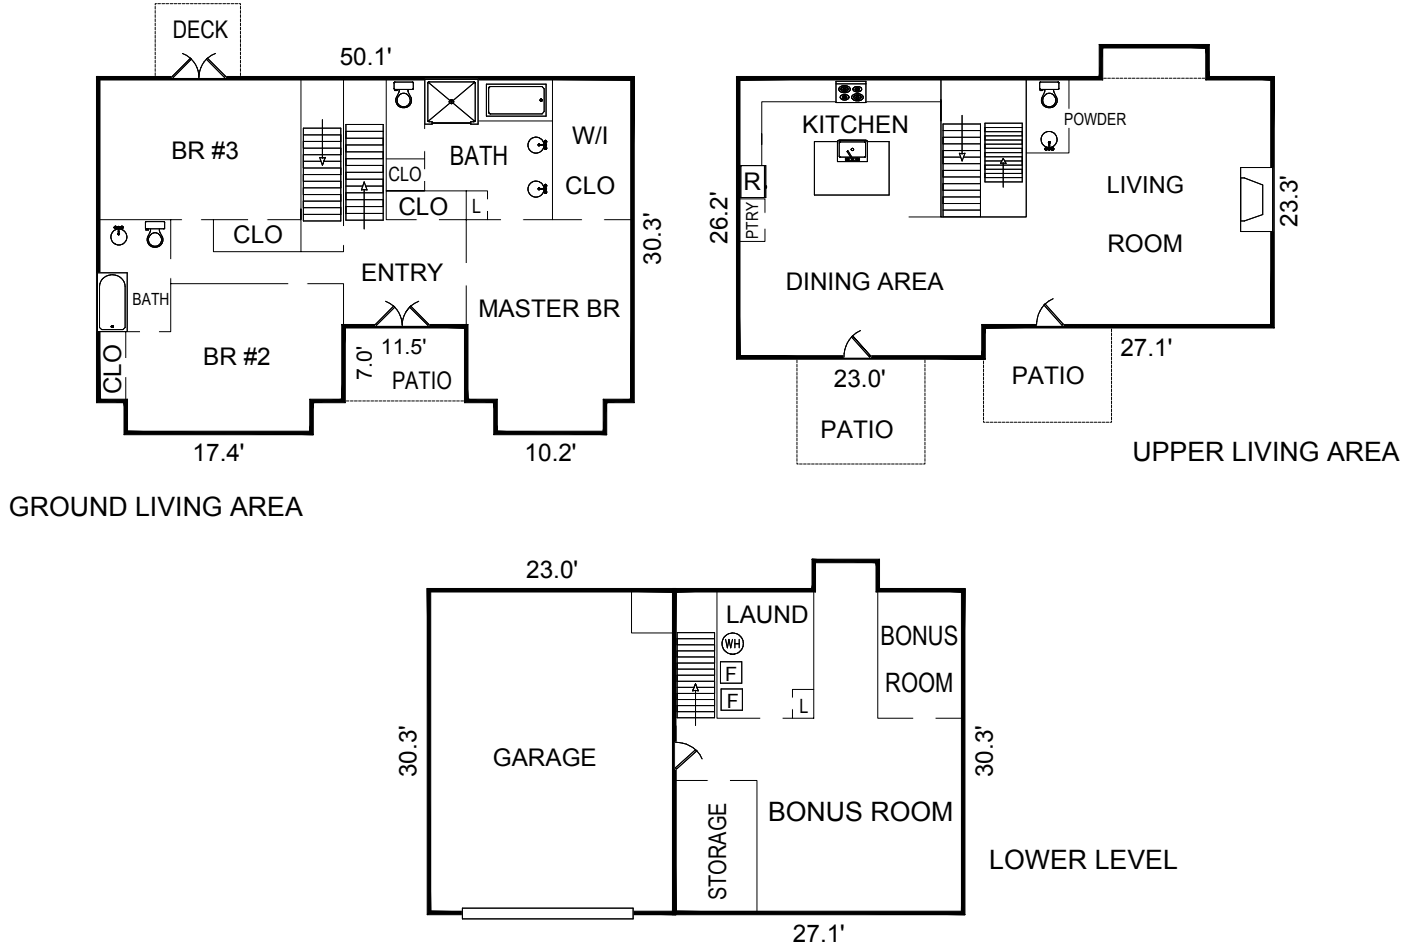 DECK
50.1'
BR #3
BATH
W/I
CLO
CLO
CLO
L
CLO
BATH
ENTRY
MASTER BR
30.3'
CLO
BR #2
7.0'
11.5'
PATIO
17.4'
10.2'
GROUND LIVING AREA
KITCHEN
POWDER
R
PTRY
26.2'
LIVING
ROOM
23.3'
DINING AREA
23.0'
27.1'
PATIO
PATIO
UPPER LIVING AREA
23.0'
LAUND
WH
F
F
L
BONUS
ROOM
30.3'
GARAGE
30.3'
STORAGE
BONUS ROOM
LOWER LEVEL
27.1'